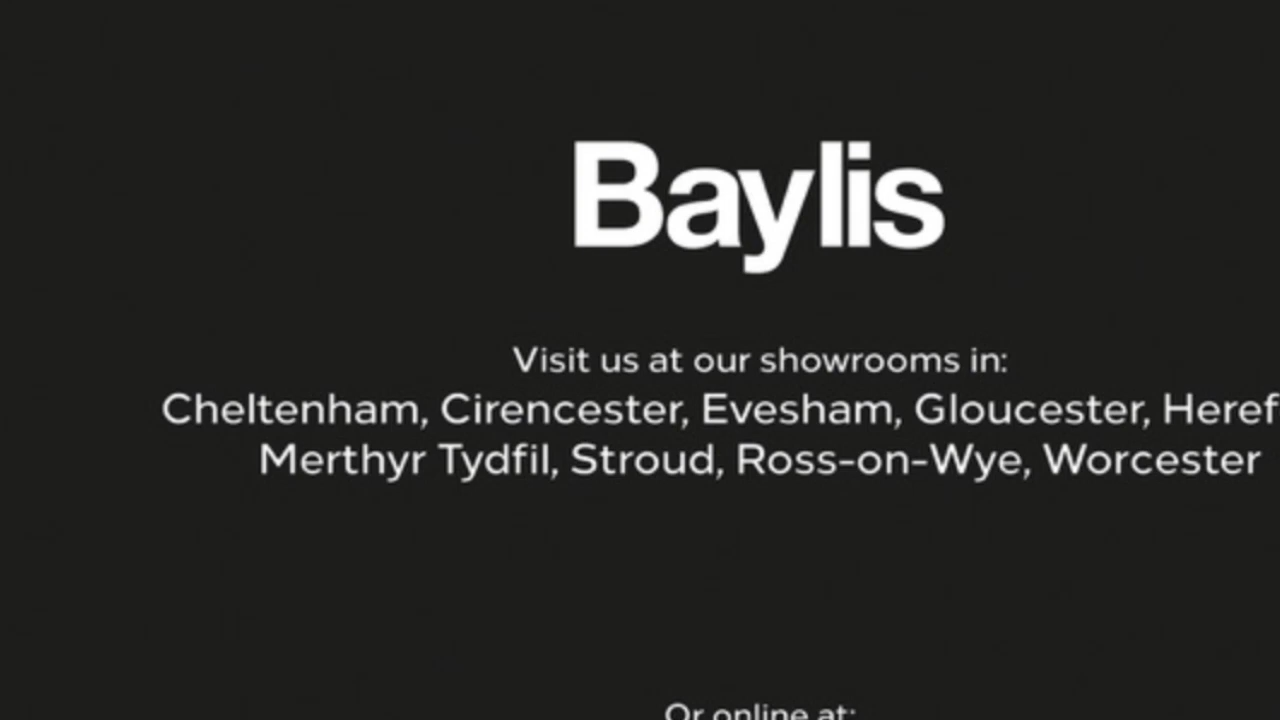 Baylis
Visit us at our showrooms in:
Cheltenham, Cirencester, Evesham, Gloucester, Heref
Merthyr Tydfil, Stroud, Ross-on-Wye, Worcester
Or online at: